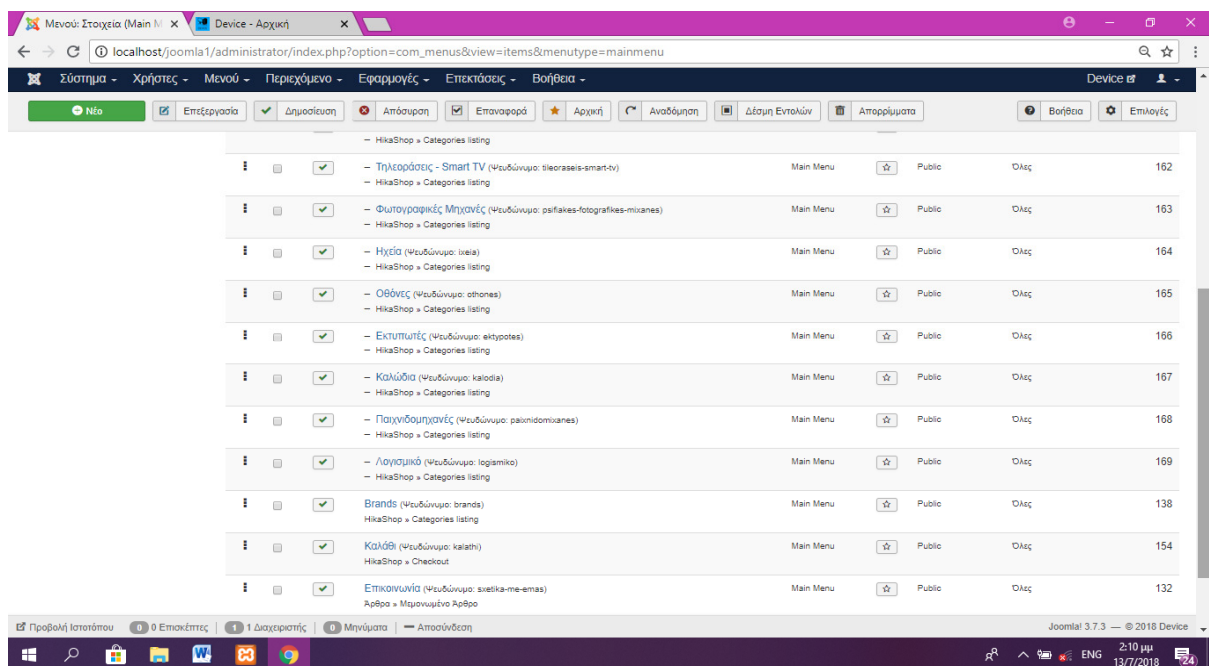 Μενού: Στοιχεία (Main M
Device - Αρχική
localhost/joomla1/administrator/index.php?option=com_menus&view=items&menutype=mainmenu
Σύστημα Χρήστες Μενού Περιεχόμενο Εφαρμογές Επεκτάσεις Βοήθεια Device
Νέο Επεξεργασία Δημοσίευση Απόσυρση Επαναφορά Αρχική Αναδόμηση Δέσμη Εντολών Απορρίμματα Βοήθεια Επιλογές
– HikaShop » Categories listing
– Τηλεοράσεις - Smart TV (Ψευδώνυμο: tileoraseis-smart-tv) Main Menu Public Όλες 162
– HikaShop » Categories listing
– Φωτογραφικές Μηχανές (Ψευδώνυμο: psifiakes-fotografikes-mixanes) Main Menu Public Όλες 163
– HikaShop » Categories listing
– Ηχεία (Ψευδώνυμο: ixeia) Main Menu Public Όλες 164
– HikaShop » Categories listing
– Οθόνες (Ψευδώνυμο: othones) Main Menu Public Όλες 165
– HikaShop » Categories listing
– Εκτυπωτές (Ψευδώνυμο: ektypotes) Main Menu Public Όλες 166
– HikaShop » Categories listing
– Καλώδια (Ψευδώνυμο: kalodia) Main Menu Public Όλες 167
– HikaShop » Categories listing
– Παιχνιδομηχανές (Ψευδώνυμο: paixnidomixanes) Main Menu Public Όλες 168
– HikaShop » Categories listing
– Λογισμικό (Ψευδώνυμο: logismiko) Main Menu Public Όλες 169
– HikaShop » Categories listing
Brands (Ψευδώνυμο: brands) Main Menu Public Όλες 138
HikaShop » Categories listing
Καλάθι (Ψευδώνυμο: kalathi) Main Menu Public Όλες 154
HikaShop » Checkout
Επικοινωνία (Ψευδώνυμο: sxetika-me-emas) Main Menu Public Όλες 132
Άρθρα » Μεμονωμένο Άρθρο
Προβολή Ιστοτόπου 0 0 Επισκέπτες | 1 1 Διαχειριστής | 0 Μηνύματα | Αποσύνδεση Joomla! 3.7.3 — © 2018 Device
ENG 2:10 μμ
13/7/2018 24